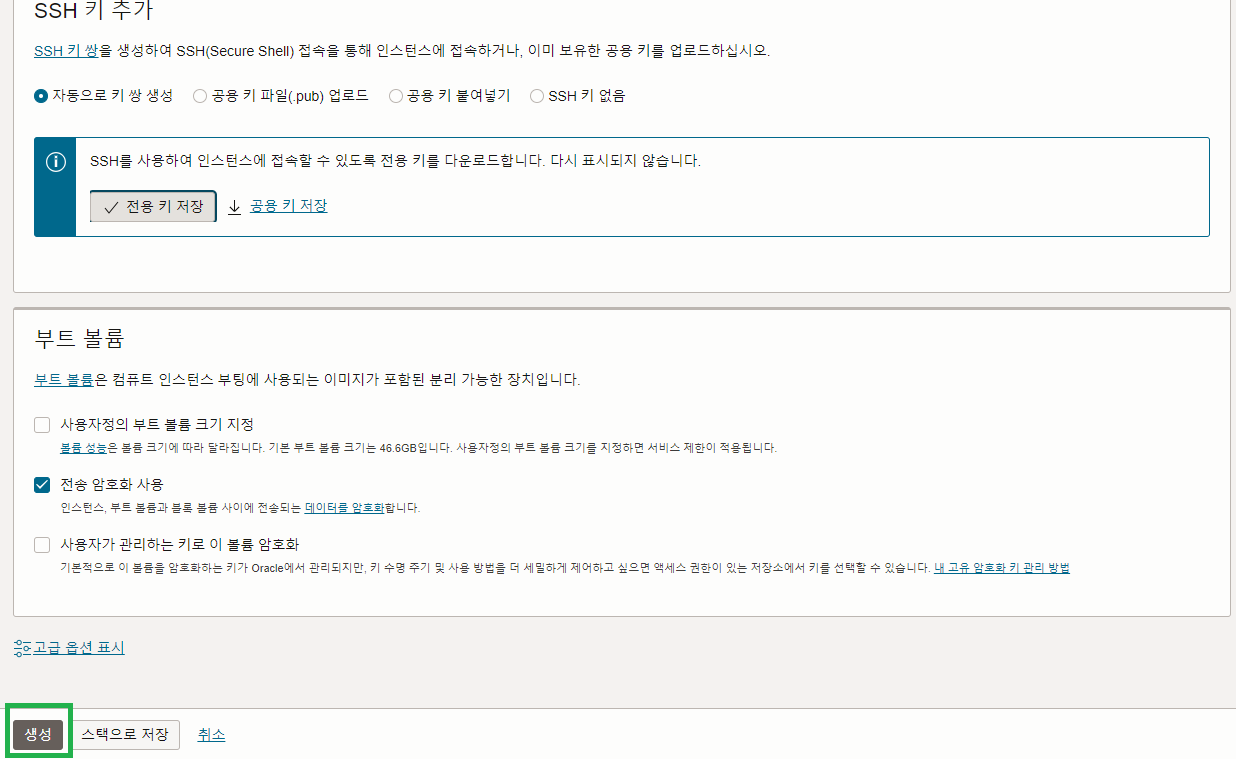 SSH 키 추가
SSH 키 쌍을 생성하여 SSH(Secure Shell) 접속을 통해 인스턴스에 접속하거나, 이미 보유한 공용 키를 업로드하십시오.
자동으로 키 쌍 생성 공용 키 파일(.pub) 업로드 공용 키 붙여넣기 SSH 키 없음
SSH를 사용하여 인스턴스에 접속할 수 있도록 전용 키를 다운로드합니다. 다시 표시되지 않습니다.
전용 키 저장 공용 키 저장
부트 볼륨
부트 볼륨은 컴퓨트 인스턴스 부팅에 사용되는 이미지가 포함된 분리 가능한 장치입니다.
사용자정의 부트 볼륨 크기 지정
볼륨 성능은 볼륨 크기에 따라 달라집니다. 기본 부트 볼륨 크기는 46.6GB입니다. 사용자정의 부트 볼륨 크기를 지정하면 서비스 제한이 적용됩니다.
전송 암호화 사용
인스턴스, 부트 볼륨과 블록 볼륨 사이에 전송되는 데이터를 암호화합니다.
사용자가 관리하는 키로 이 볼륨 암호화
기본적으로 이 볼륨을 암호화하는 키가 Oracle에서 관리되지만, 키 수명 주기 및 사용 방법을 더 세밀하게 제어하고 싶으면 액세스 권한이 있는 저장소에서 키를 선택할 수 있습니다. 내 고유 암호화 키 관리 방법
고급 옵션 표시
생성 스택으로 저장 취소